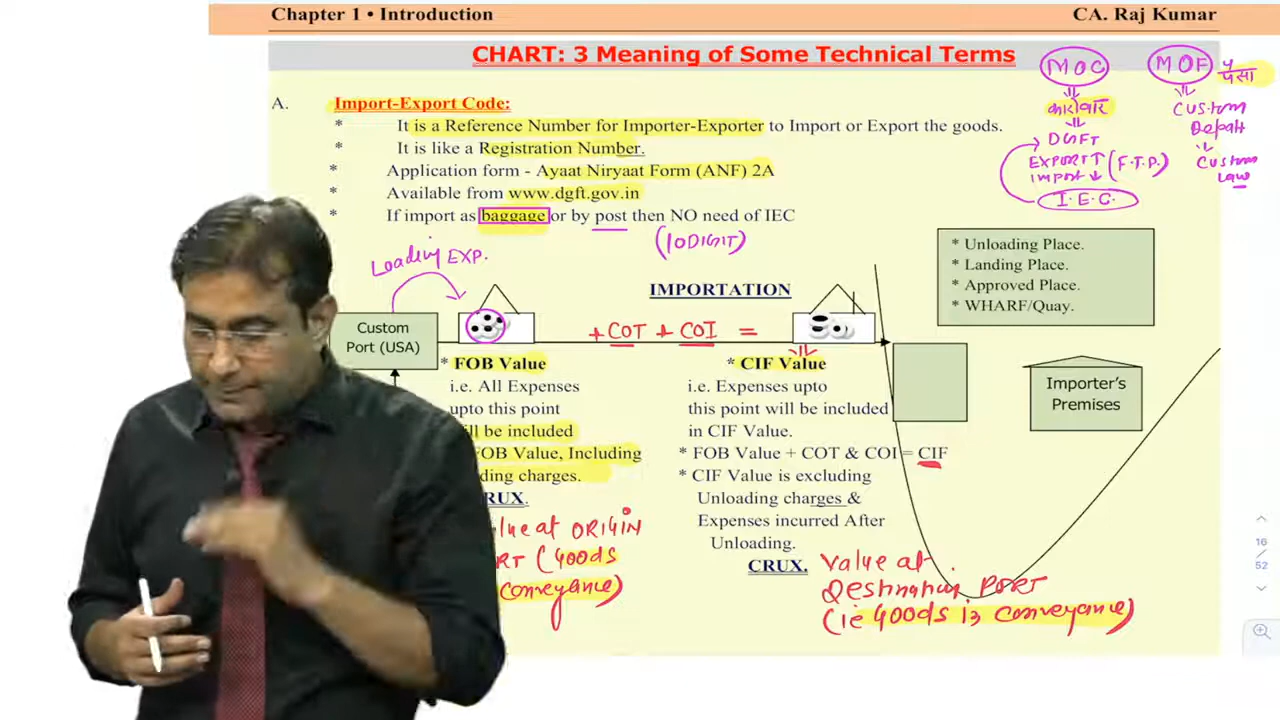 Chapter 1 • Introduction
CA. Raj Kumar
CHART: 3 Meaning of Some Technical Terms
MOC
कारोबार
DGFT
EXPORT↑
Import↓
(F.T.P.)
I.E.C.
MOF
पैसा
Custom
Depatt
Custom
Law
A. Import-Export Code:
* It is a Reference Number for Importer-Exporter to Import or Export the goods.
* It is like a Registration Number.
* Application form - Ayaat Niryaat Form (ANF) 2A
* Available from www.dgft.gov.in
* If import as baggage or by post then NO need of IEC
(10DIGIT)
Loading EXP.
* Unloading Place.
* Landing Place.
* Approved Place.
* WHARF/Quay.
IMPORTATION
Custom
Port (USA)
+COT + COI =
* FOB Value
i.e. All Expenses
upto this point
will be included
FOB Value, Including
charges.
CRUX.
at ORIGIN
(Goods
conveyance)
* CIF Value
i.e. Expenses upto
this point will be included
in CIF Value.
* FOB Value + COT & COI = CIF
* CIF Value is excluding
Unloading charges &
Expenses incurred After
Unloading.
CRUX. Value at
Destination PORT
(ie Goods is conveyance)
Importer's
Premises
16
/
52